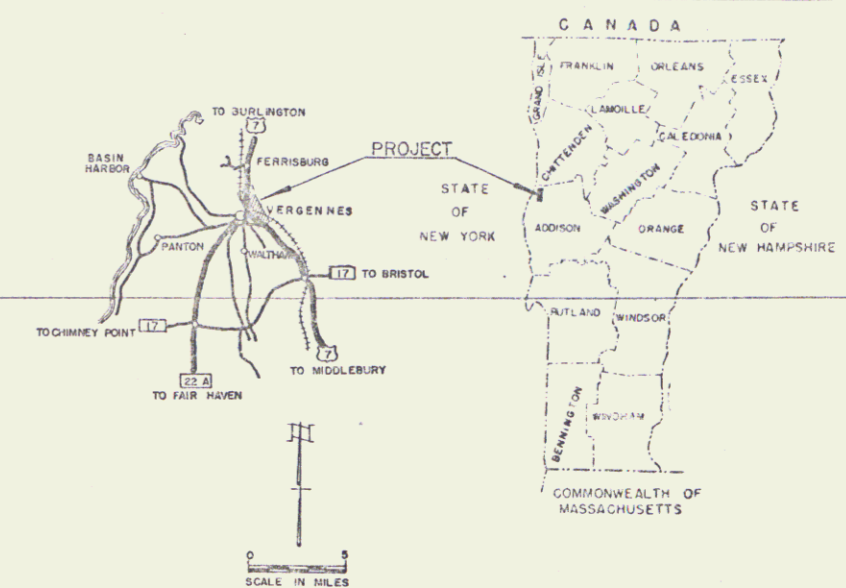 CANADA
GRAND ISLE
FRANKLIN
ORLEANS
ESSEX
LAMOILLE
CHITTENDEN
CALEDONIA
WASHINGTON
ADDISON
ORANGE
STATE
OF
NEW YORK
STATE
OF
NEW HAMPSHIRE
RUTLAND
WINDSOR
BENNINGTON
WINDHAM
COMMONWEALTH OF
MASSACHUSETTS
PROJECT
TO BURLINGTON
7
FERRISBURG
BASIN
HARBOR
VERGENNES
PANTON
WALTHAM
17 TO BRISTOL
TO CHIMNEY POINT 17
7
TO MIDDLEBURY
22 A
TO FAIR HAVEN
0 5
SCALE IN MILES